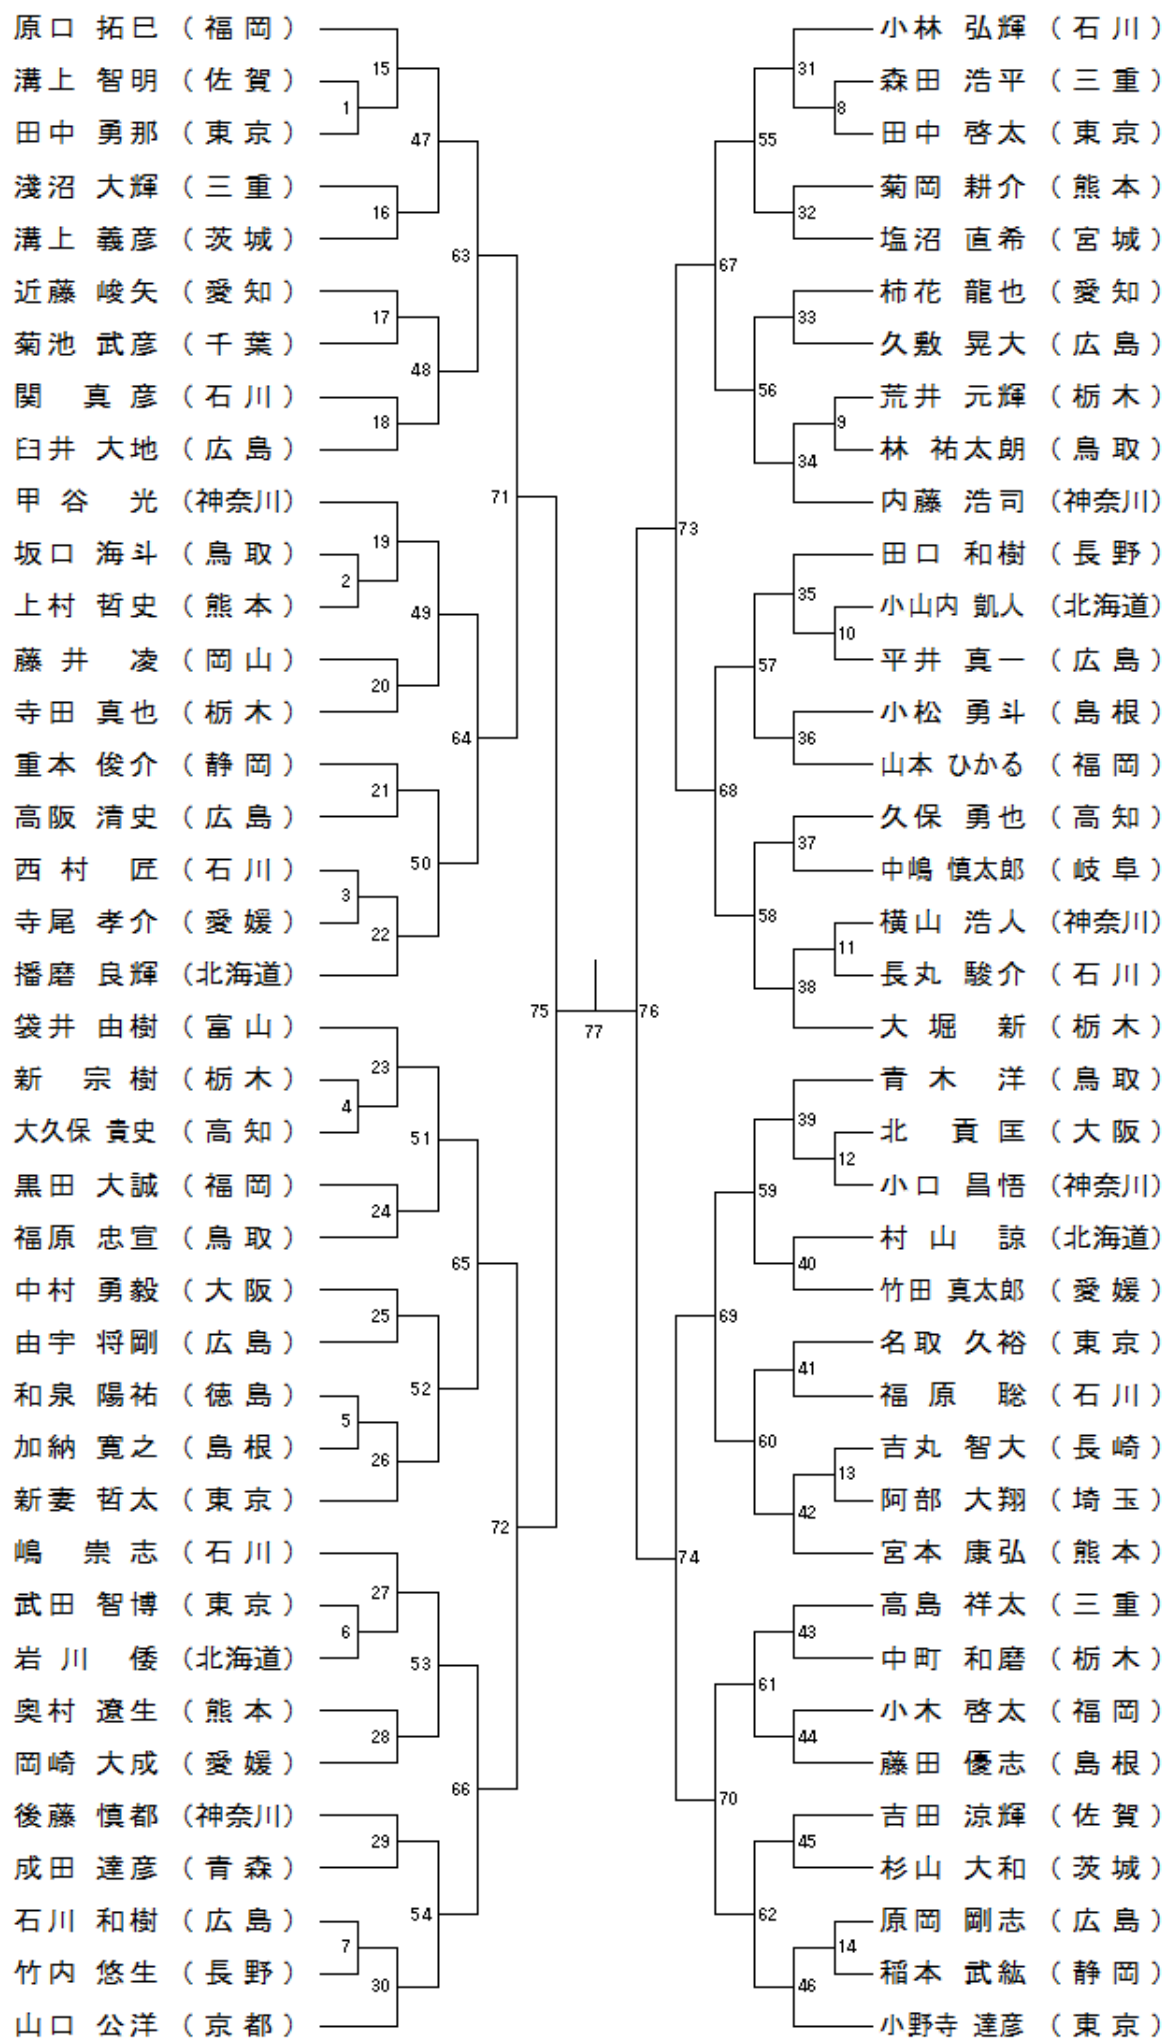 原口 拓巳 (福岡)
溝上 智明 (佐賀)
田中 勇那 (東京)
淺沼 大輝 (三重)
溝上 義彦 (茨城)
近藤 峻矢 (愛知)
菊池 武彦 (千葉)
関 真彦 (石川)
臼井 大地 (広島)
甲谷 光 (神奈川)
坂口 海斗 (鳥取)
上村 哲史 (熊本)
藤井 凌 (岡山)
寺田 真也 (栃木)
重本 俊介 (静岡)
高阪 清史 (広島)
西村 匠 (石川)
寺尾 孝介 (愛媛)
播磨 良輝 (北海道)
袋井 由樹 (富山)
新 宗樹 (栃木)
大久保 貴史 (高知)
黒田 大誠 (福岡)
福原 忠宣 (鳥取)
中村 勇毅 (大阪)
由宇 将剛 (広島)
和泉 陽祐 (徳島)
加納 寛之 (島根)
新妻 哲太 (東京)
嶋 崇志 (石川)
武田 智博 (東京)
岩川 倭 (北海道)
奥村 遼生 (熊本)
岡崎 大成 (愛媛)
後藤 慎都 (神奈川)
成田 達彦 (青森)
石川 和樹 (広島)
竹内 悠生 (長野)
山口 公洋 (京都)
1
2
3
4
5
6
7
15
16
17
18
19
20
21
22
23
24
25
26
27
28
29
30
47
48
49
50
51
52
53
54
63
64
65
66
71
72
75
77
76
73
74
67
68
69
70
55
56
57
58
59
60
61
62
31
32
33
34
35
36
37
38
39
40
41
42
43
44
45
46
8
9
10
11
12
13
14
小林 弘輝 (石川)
森田 浩平 (三重)
田中 啓太 (東京)
菊岡 耕介 (熊本)
塩沼 直希 (宮城)
柿花 龍也 (愛知)
久敷 晃大 (広島)
荒井 元輝 (栃木)
林 祐太朗 (鳥取)
内藤 浩司 (神奈川)
田口 和樹 (長野)
小山内 凱人 (北海道)
平井 真一 (広島)
小松 勇斗 (島根)
山本 ひかる (福岡)
久保 勇也 (高知)
中嶋 慎太郎 (岐阜)
横山 浩人 (神奈川)
長丸 駿介 (石川)
大堀 新 (栃木)
青木 洋 (鳥取)
北 貢匡 (大阪)
小口 昌悟 (神奈川)
村山 諒 (北海道)
竹田 真太郎 (愛媛)
名取 久裕 (東京)
福原 聡 (石川)
吉丸 智大 (長崎)
阿部 大翔 (埼玉)
宮本 康弘 (熊本)
高島 祥太 (三重)
中町 和磨 (栃木)
小木 啓太 (福岡)
藤田 優志 (島根)
吉田 涼輝 (佐賀)
杉山 大和 (茨城)
原岡 剛志 (広島)
稲本 武紘 (静岡)
小野寺 達彦 (東京)